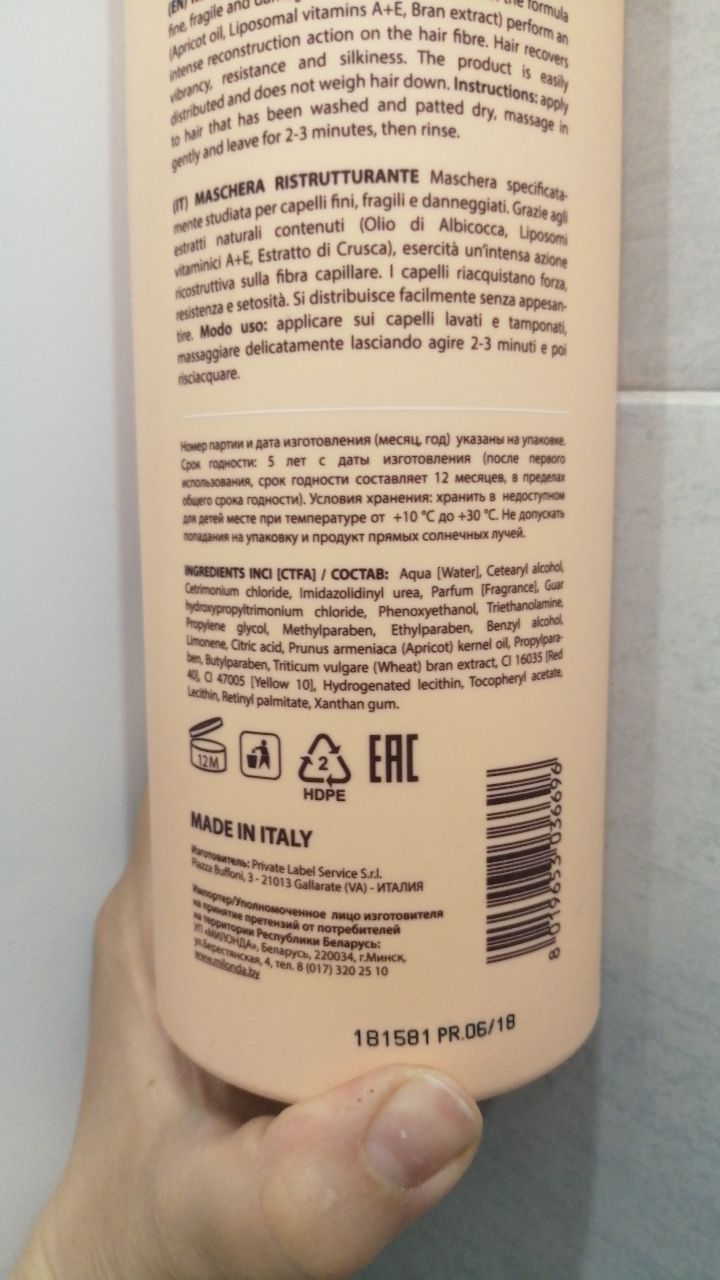 the formula
fine, fragile and
(Apricot oil, Liposomal vitamins A+E, Bran extract) perform an
intense reconstruction action on the hair fibre. Hair recovers
vibrancy, resistance and silkiness. The product is easily
distributed and does not weigh hair down. Instructions: apply
to hair that has been washed and patted dry, massage in
gently and leave for 2-3 minutes, then rinse.
(IT) MASCHERA RISTRUTTURANTE Maschera specificata-
mente studiata per capelli fini, fragili e danneggiati. Grazie agli
estratti naturali contenuti (Olio di Albicocca, Liposomi
vitaminici A+E, Estratto di Crusca), esercità un'intensa azione
ricostruttiva sulla fibra capillare. I capelli riacquistano forza,
resistenza e setosità. Si distribuisce facilmente senza appesan-
tire. Modo uso: applicare sui capelli lavati e tamponati,
massaggiare delicatamente lasciando agire 2-3 minuti e poi
risciacquare.
Номер партии и дата изготовления (месяц, год) указаны на упаковке.
Срок годности: 5 лет с даты изготовления (после первого
использования, срок годности составляет 12 месяцев, в пределах
общего срока годности). Условия хранения: хранить в недоступном
для детей месте при температуре от +10 °C до +30 °C. Не допускать
попадания на упаковку и продукт прямых солнечных лучей.
INGREDIENTS INCI [CTFA] / СОСТАВ: Aqua [Water], Cetearyl alcohol,
Cetrimonium chloride, Imidazolidinyl urea, Parfum [Fragrance], Guar
hydroxypropyltrimonium chloride, Phenoxyethanol, Triethanolamine,
Propylene glycol, Methylparaben, Ethylparaben, Benzyl alcohol,
Limonene, Citric acid, Prunus armeniaca (Apricot) kernel oil, Propylpara-
ben, Butylparaben, Triticum vulgare (Wheat) bran extract, CI 16035 [Red
40], CI 47005 [Yellow 10], Hydrogenated lecithin, Tocopheryl acetate,
Lecithin, Retinyl palmitate, Xanthan gum.
12M
2
HDPE
EAC
MADE IN ITALY
Изготовитель: Private Label Service S.r.l.
Piazza Buffoni, 3 - 21013 Gallarate (VA) - ИТАЛИЯ
Импортер/Уполномоченное лицо изготовителя
на принятие претензий от потребителей
на территории Республики Беларусь:
УП «МИЛОНДА», Беларусь, 220034, г.Минск,
ул.Берестянская, 4, тел. 8 (017) 320 25 10
www.milonda.by
8 019653 036696
181581 PR.06/18